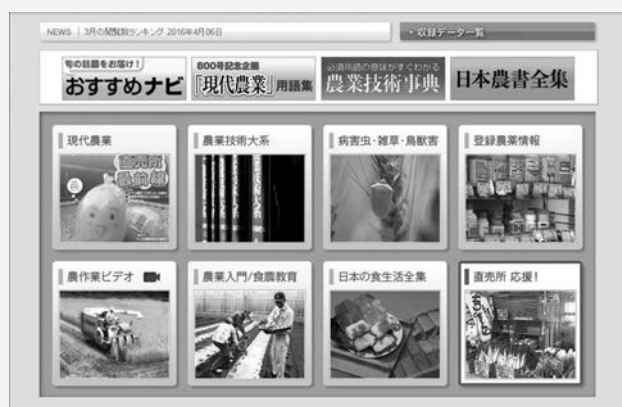 NEWS | 3月の閲覧数ランキング 2016年4月06日
・収録データ一覧
旬の話題をお届け!
おすすめナビ
800号記念企画
『現代農業』用語集
必須用語の意味がすぐわかる
農業技術事典
日本農書全集
現代農業
農業技術大系
病害虫・雑草・鳥獣害
登録農薬情報
直売所
最前線
農作業ビデオ
農業入門/食農教育
日本の食生活全集
直売所 応援!